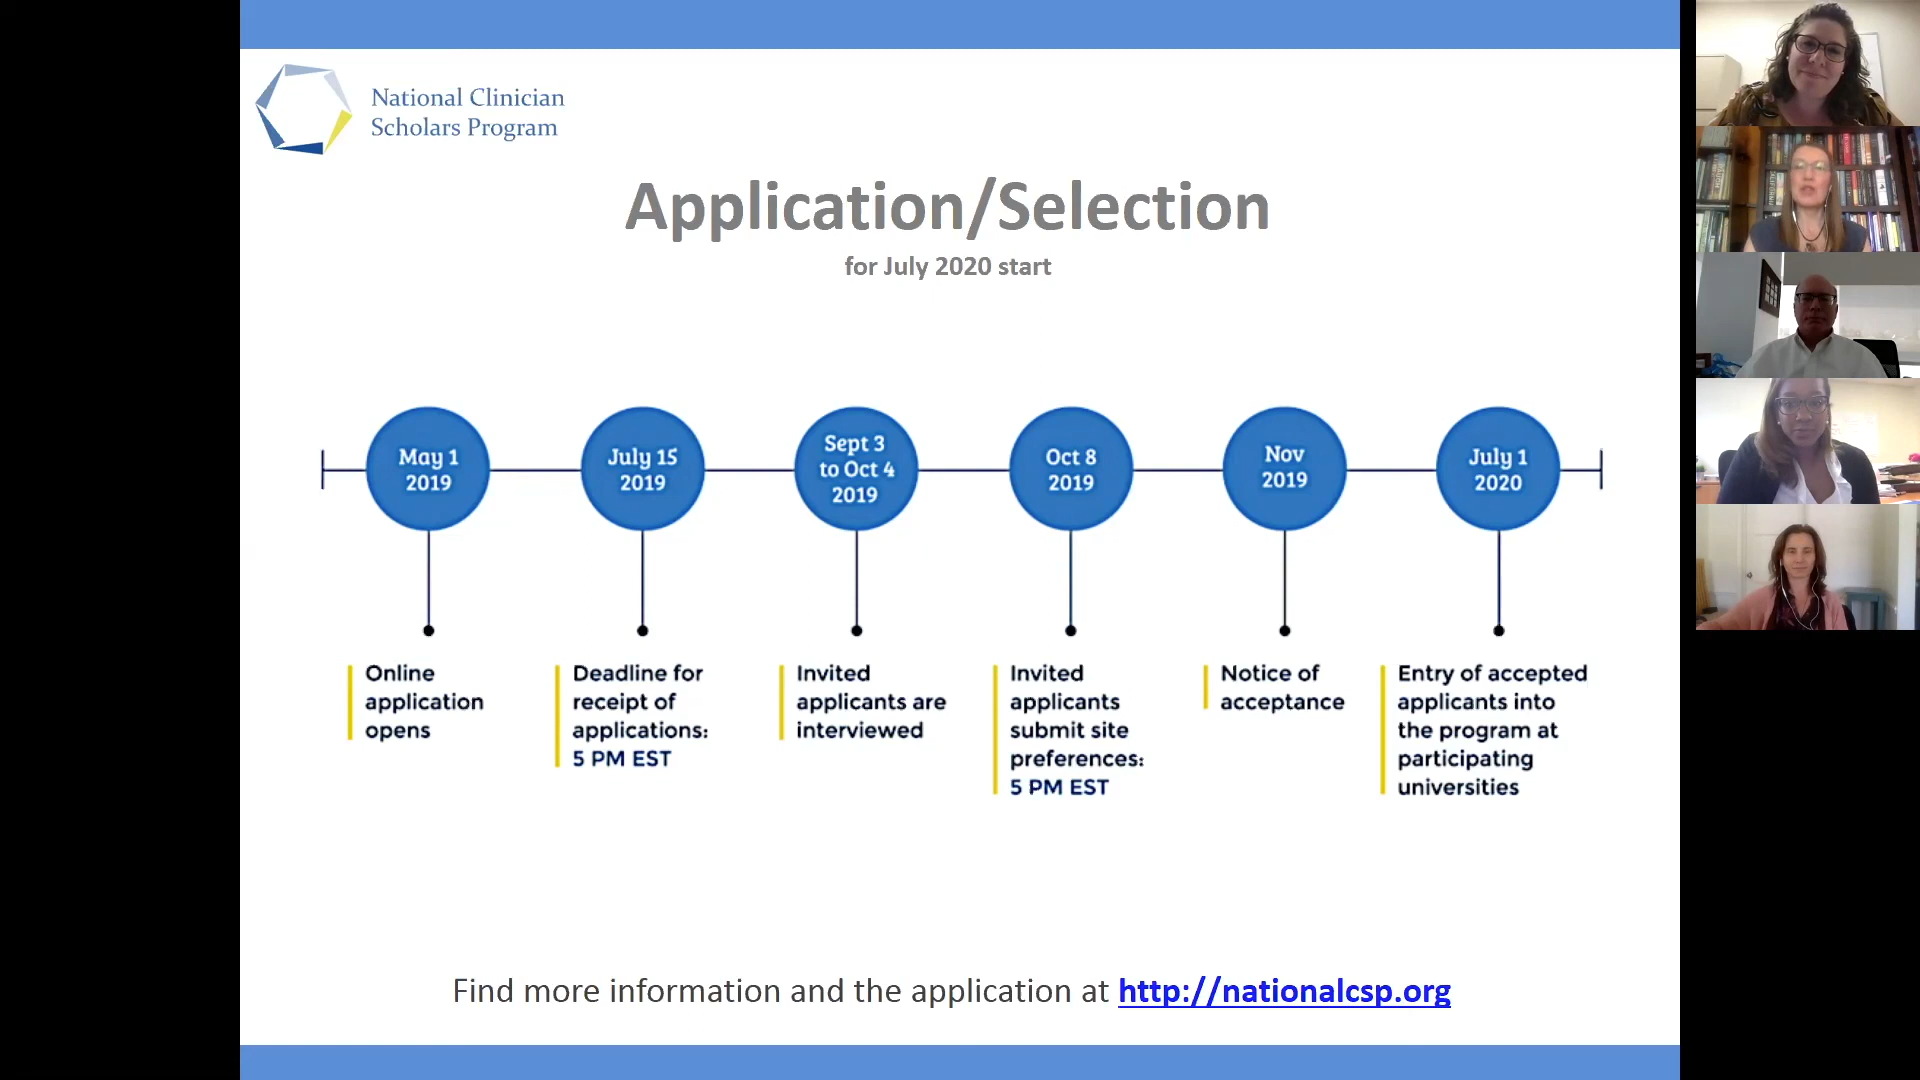 National Clinician
Scholars Program
Application/Selection
for July 2020 start
May 1
2019
July 15
2019
Sept 3
to Oct 4
2019
Oct 8
2019
Nov
2019
July 1
2020
Online
application
opens
Deadline for
receipt of
applications:
5 PM EST
Invited
applicants are
interviewed
Invited
applicants
submit site
preferences:
5 PM EST
Notice of
acceptance
Entry of accepted
applicants into
the program at
participating
universities
Find more information and the application at http://nationalcsp.org